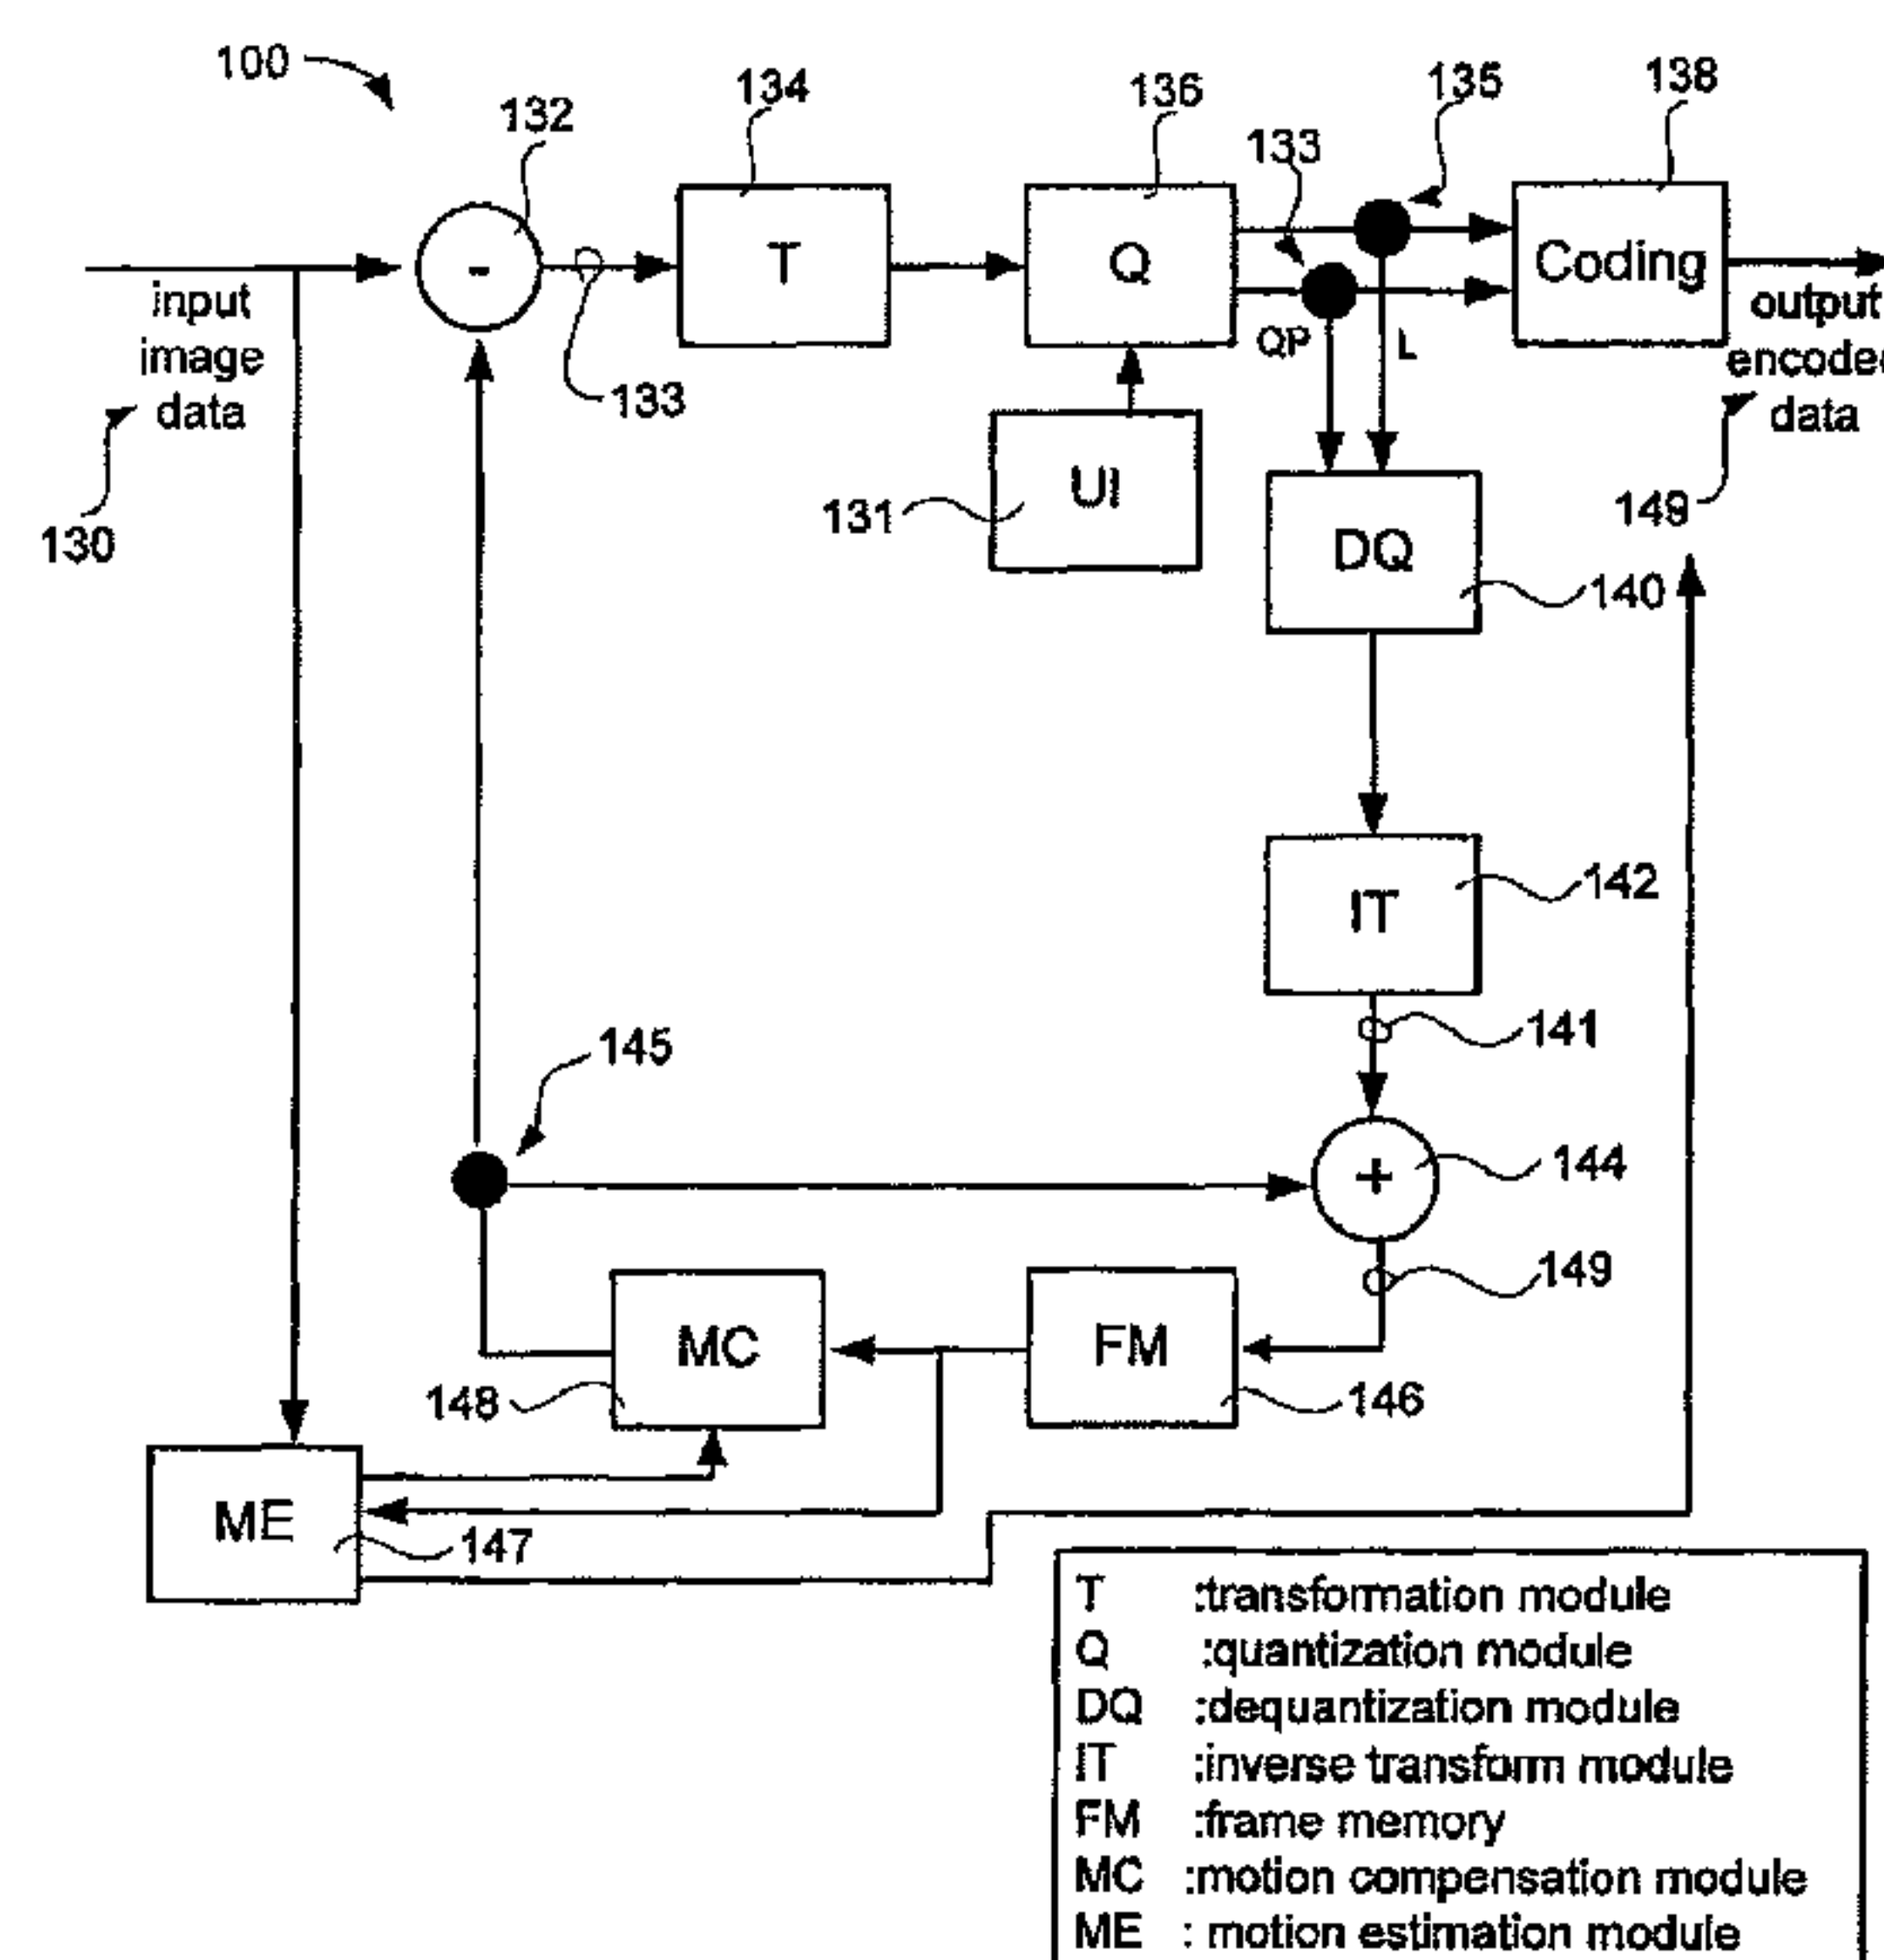 100
132
134
136
133
135
138
-
T
Q
Coding
input
image
data
130
133
QP
L
output
encoded
data
149
131
UI
DQ
140
IT
142
141
145
+
144
149
MC
148
FM
146
ME
147
T :transformation module
Q :quantization module
DQ :dequantization module
IT :inverse transform module
FM :frame memory
MC :motion compensation module
ME : motion estimation module